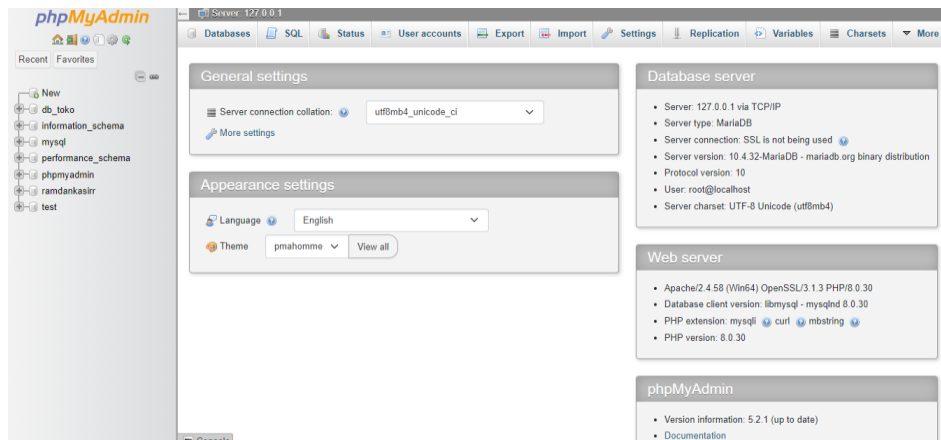 phpMyAdmin
Recent Favorites
New
db_toko
information_schema
mysql
performance_schema
phpmyadmin
ramdankasirr
test
Server: 127.0.0.1
Databases SQL Status User accounts Export Import Settings Replication Variables Charsets More
General settings
Server connection collation: utf8mb4_unicode_ci
More settings
Appearance settings
Language English
Theme pmahomme View all
Database server
Server: 127.0.0.1 via TCP/IP
Server type: MariaDB
Server connection: SSL is not being used
Server version: 10.4.32-MariaDB - mariadb.org binary distribution
Protocol version: 10
User: root@localhost
Server charset: UTF-8 Unicode (utf8mb4)
Web server
Apache/2.4.58 (Win64) OpenSSL/3.1.3 PHP/8.0.30
Database client version: libmysql - mysqlnd 8.0.30
PHP extension: mysqli curl mbstring
PHP version: 8.0.30
phpMyAdmin
Version information: 5.2.1 (up to date)
Documentation
Console